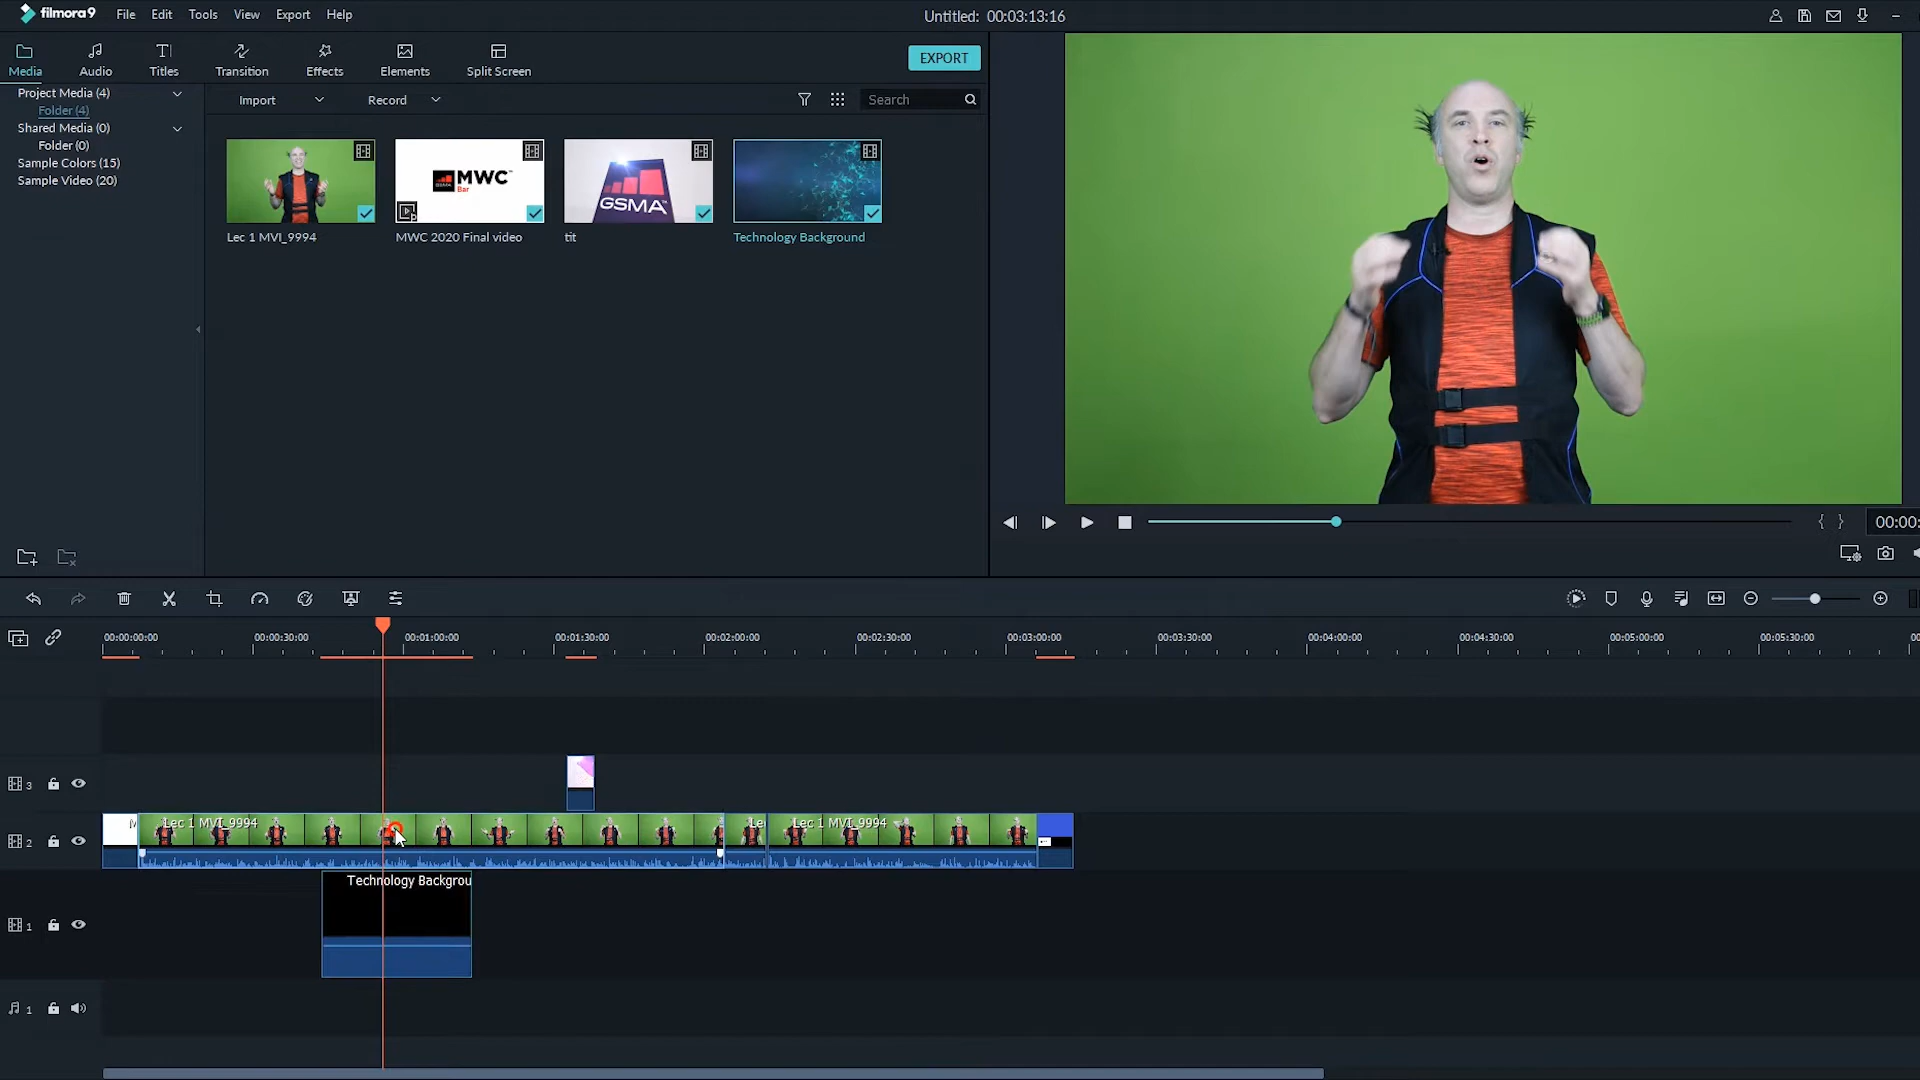 filmora9 File Edit Tools View Export Help
Untitled: 00:03:13:16
Media Audio Titles Transition Effects Elements Split Screen
EXPORT
Project Media (4)
Folder (4)
Shared Media (0)
Folder (0)
Sample Colors (15)
Sample Video (20)
Import Record Search
MWC
Bar
GSMA
Lec 1 MVI_9994
MWC 2020 Final video
tit
Technology Background
00:00:
00:00:00:00 00:00:30:00 00:01:00:00 00:01:30:00 00:02:00:00 00:02:30:00 00:03:00:00 00:03:30:00 00:04:00:00 00:04:30:00 00:05:00:00 00:05:30:00
3
2
Lec 1 MVI_9994
Lec 1 MVI_9994
Technology Backgrou
1
1